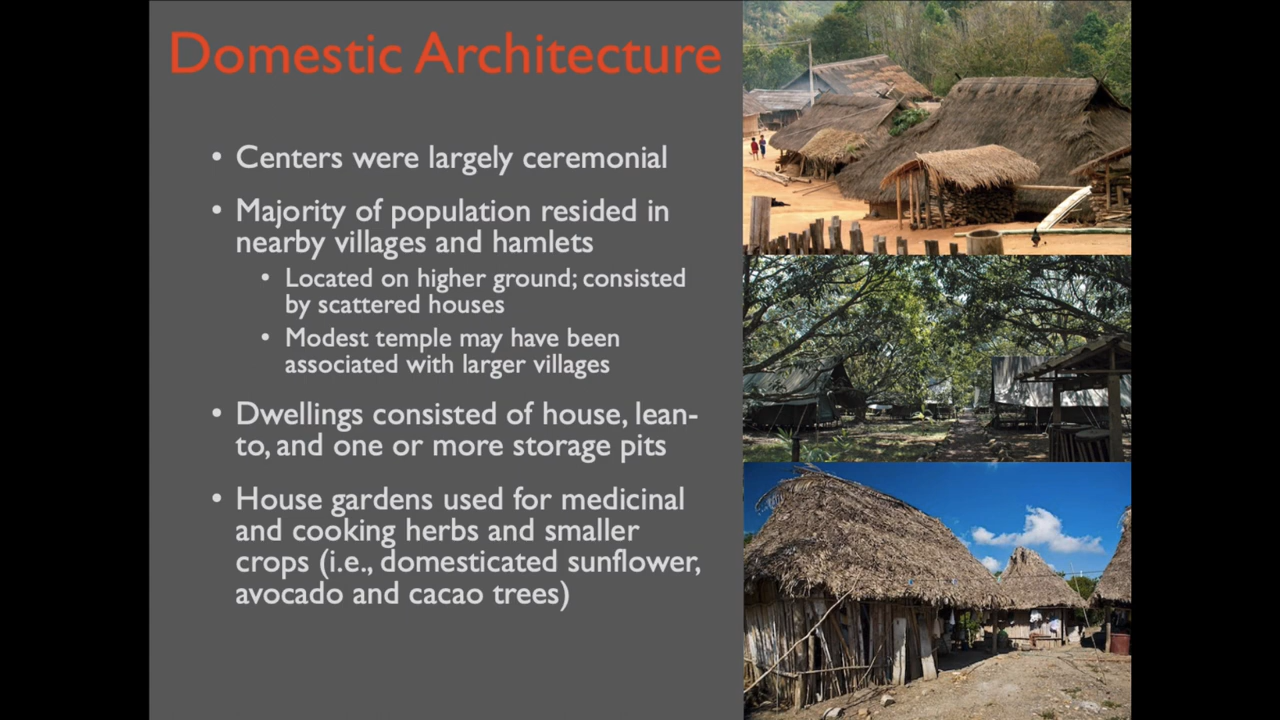 Domestic Architecture
• Centers were largely ceremonial
• Majority of population resided in
nearby villages and hamlets
• Located on higher ground; consisted
by scattered houses
• Modest temple may have been
associated with larger villages
• Dwellings consisted of house, lean-
to, and one or more storage pits
• House gardens used for medicinal
and cooking herbs and smaller
crops (i.e., domesticated sunflower,
avocado and cacao trees)